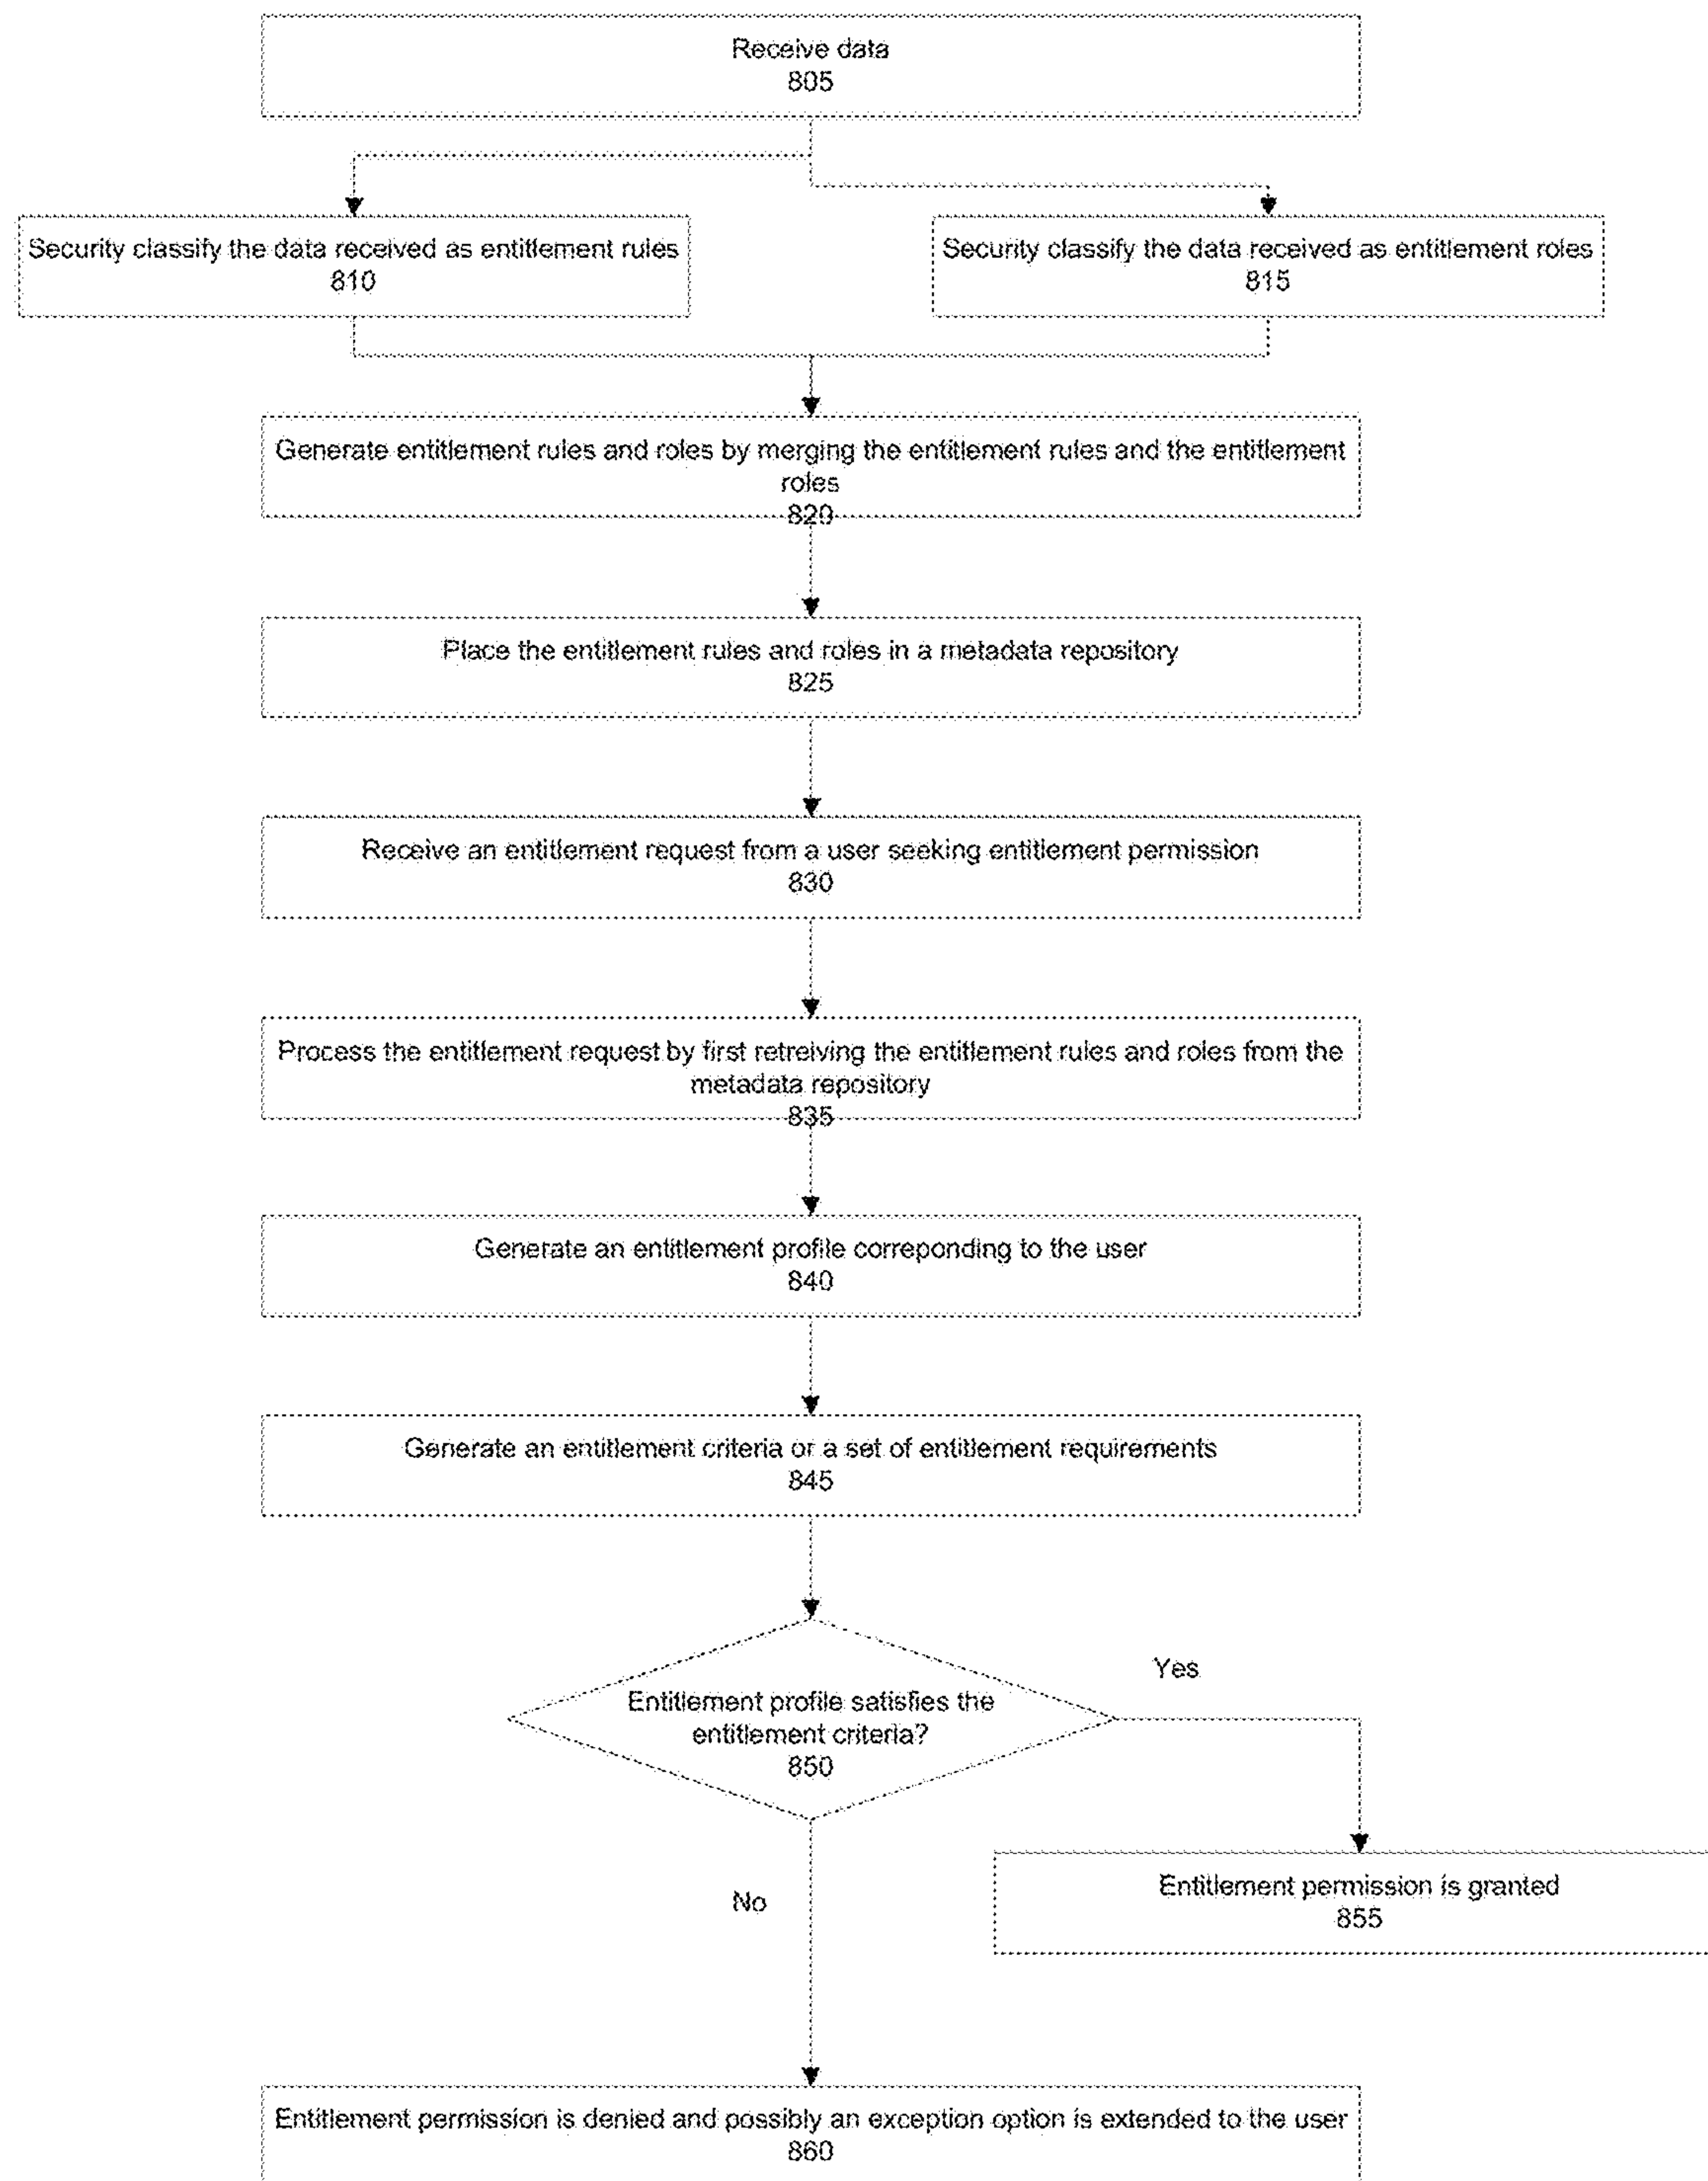 Receive data
805
Security classify the data received as entitlement rules
810
Security classify the data received as entitlement roles
815
Generate entitlement rules and roles by merging the entitlement rules and the entitlement
roles
820
Place the entitlement rules and roles in a metadata repository
825
Receive an entitlement request from a user seeking entitlement permission
830
Process the entitlement request by first retreiving the entitlement rules and roles from the
metadata repository
835
Generate an entitlement profile correponding to the user
840
Generate an entitlement criteria or a set of entitlement requirements
845
Yes
Entitlement profile satisfies the
entitlement criteria?
850
Entitlement permission is granted
855
No
Entitlement permission is denied and possibly an exception option is extended to the user
860